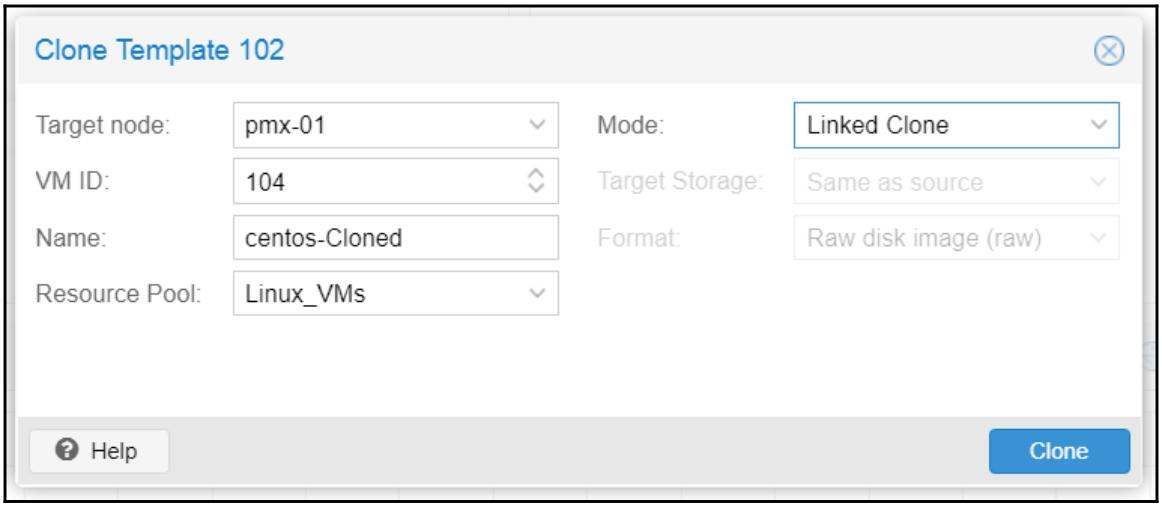 Clone Template 102
Target node: pmx-01 Mode: Linked Clone
VM ID: 104 Target Storage: Same as source
Name: centos-Cloned Format: Raw disk image (raw)
Resource Pool: Linux_VMs
Help Clone